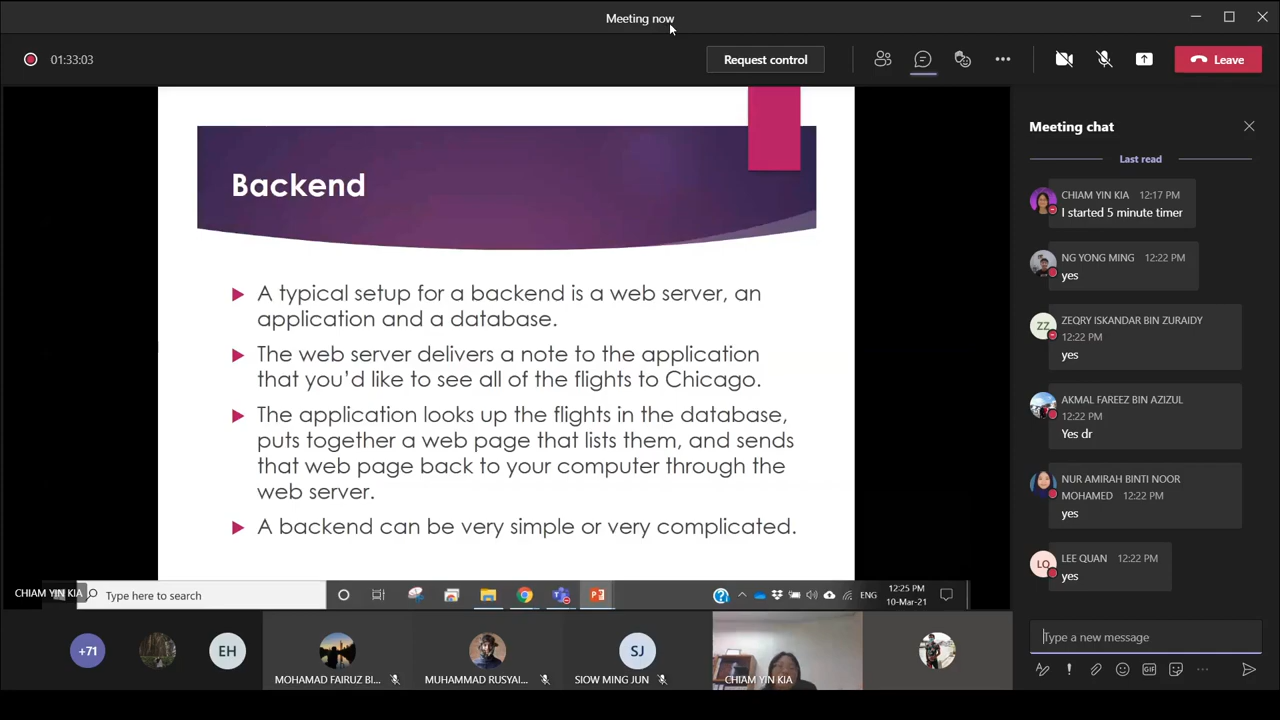 Meeting now
01:33:03
Request control
Leave
Backend
A typical setup for a backend is a web server, an
application and a database.
The web server delivers a note to the application
that you'd like to see all of the flights to Chicago.
The application looks up the flights in the database,
puts together a web page that lists them, and sends
that web page back to your computer through the
web server.
A backend can be very simple or very complicated.
CHIAM YIN KIA
Type here to search
ENG
12:25 PM
10-Mar-21
+71
EH
MOHAMAD FAIRUZ BI...
MUHAMMAD RUSYAI...
SJ
SIOW MING JUN
CHIAM YIN KIA
Meeting chat
Last read
CHIAM YIN KIA 12:17 PM
I started 5 minute timer
NG YONG MING 12:22 PM
yes
ZZ
ZEQRY ISKANDAR BIN ZURAIDY
12:22 PM
yes
AKMAL FAREEZ BIN AZIZUL
12:22 PM
Yes dr
NUR AMIRAH BINTI NOOR
MOHAMED 12:22 PM
yes
LQ
LEE QUAN 12:22 PM
yes
Type a new message
GIF